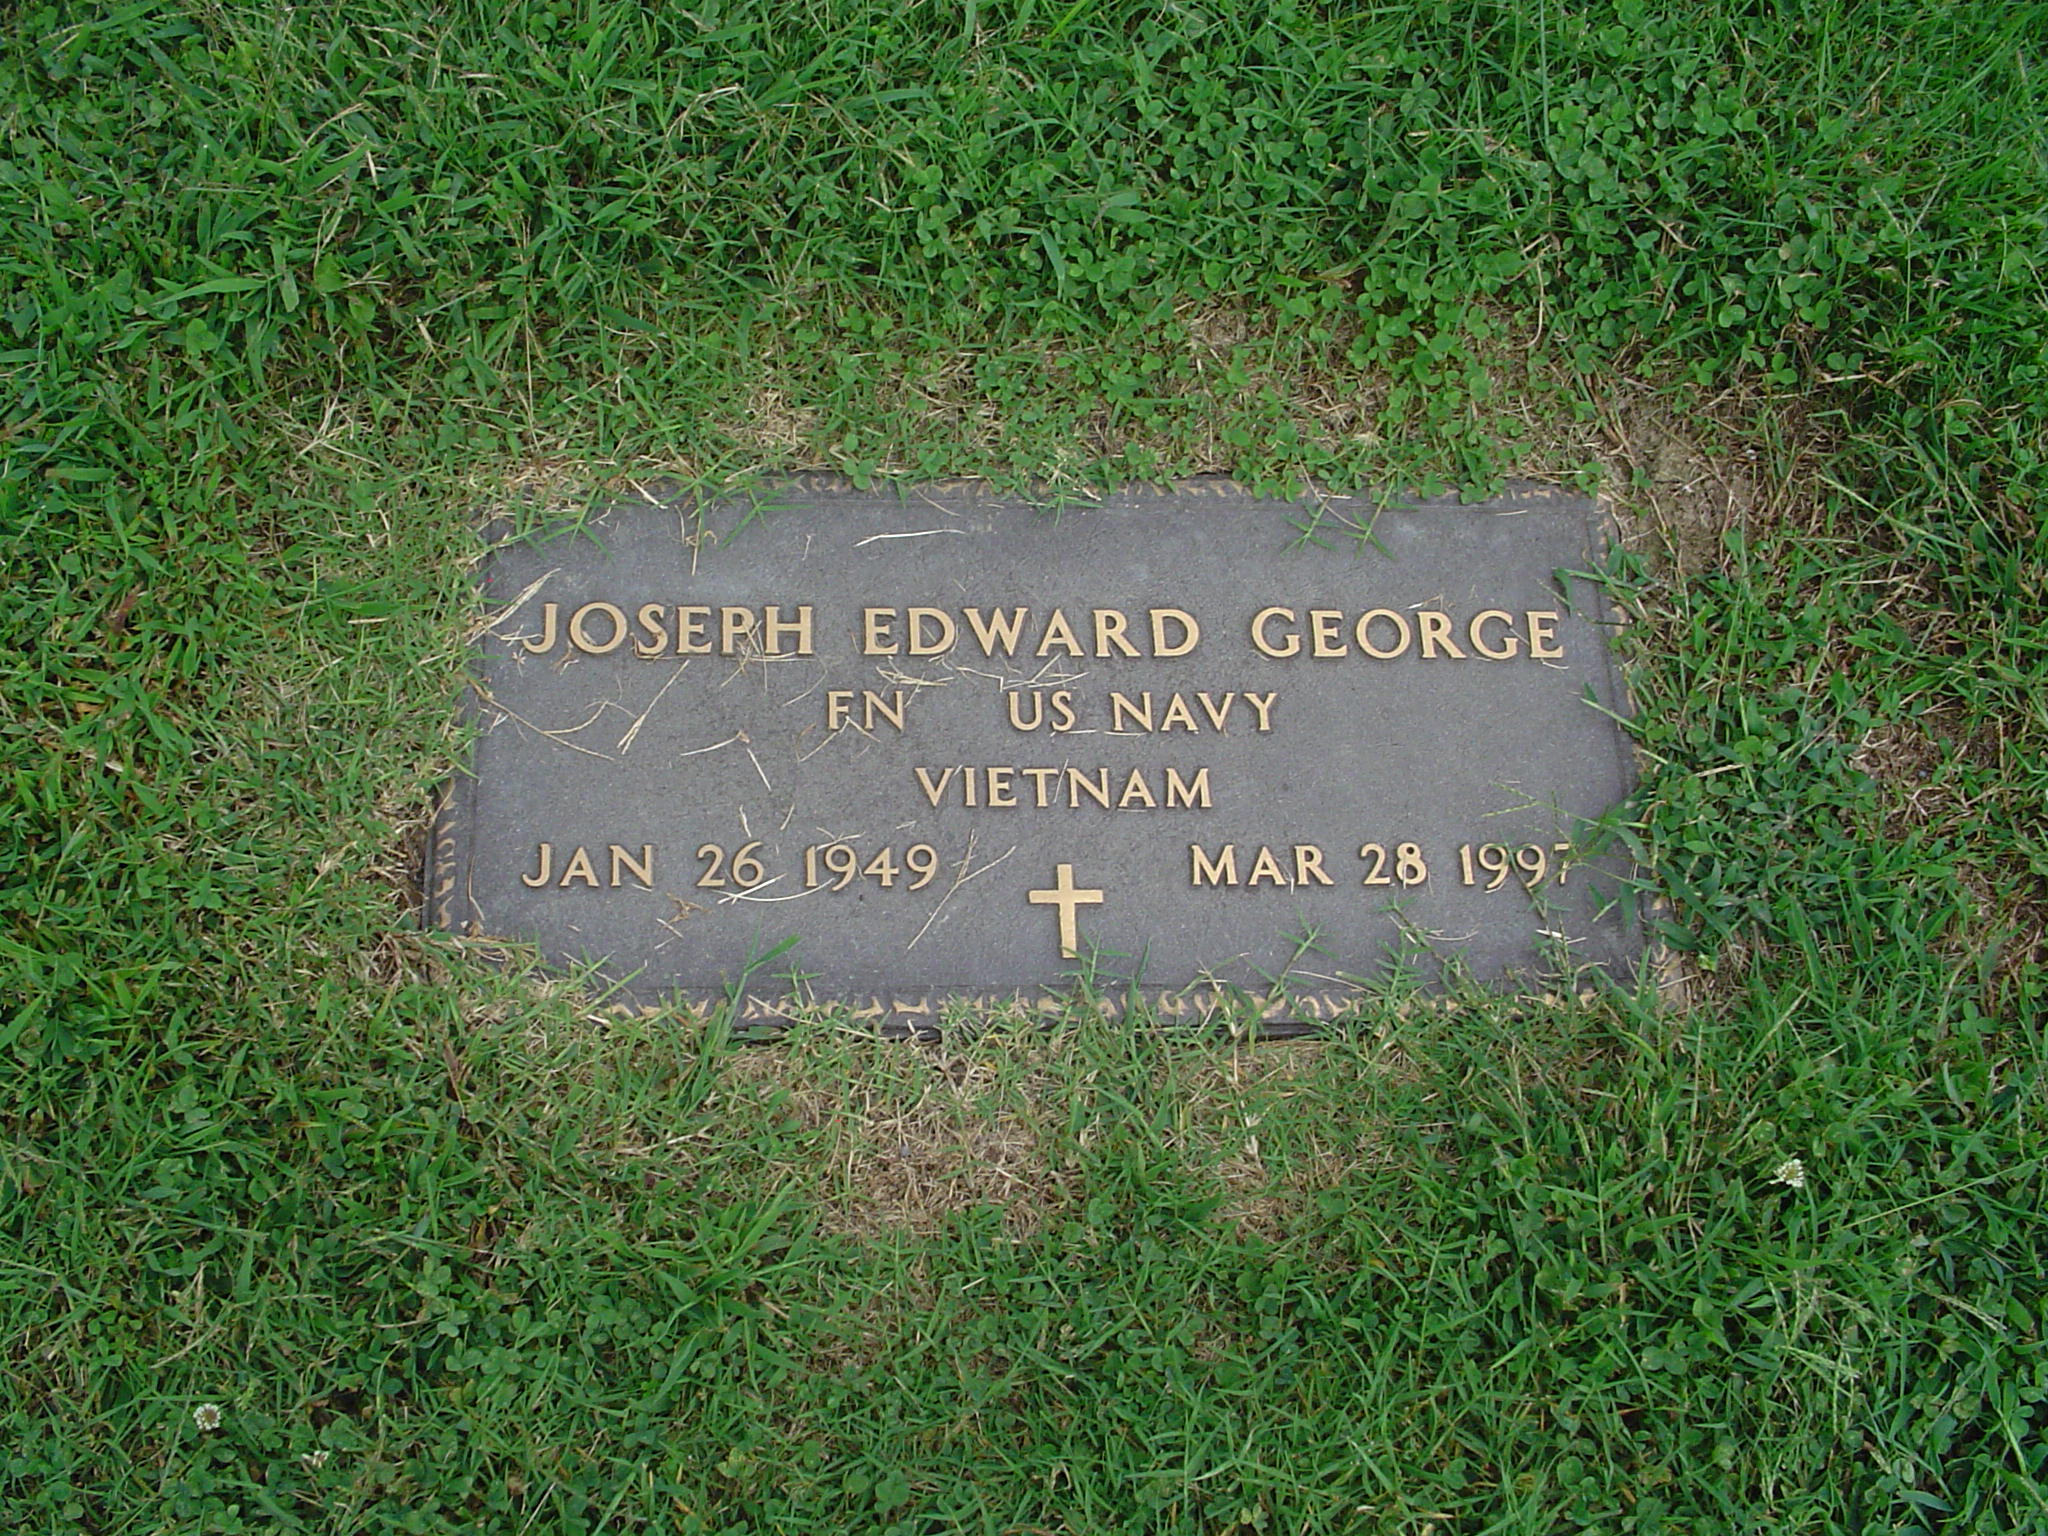 JOSEPH EDWARD GEORGE
FN US NAVY
VIETNAM
JAN 26 1949 MAR 28 1997